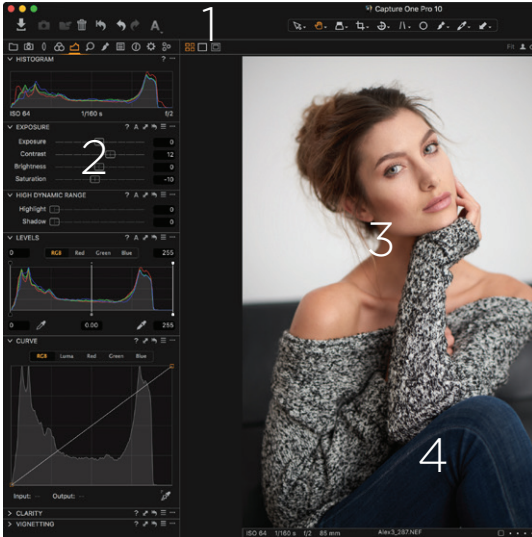 Capture One Pro 10
1
Fit
HISTOGRAM ?
ISO 64 1/160 s f/2
EXPOSURE ? A
Exposure 0
Contrast 12
Brightness 0
Saturation -10
2
HIGH DYNAMIC RANGE ?
Highlight 0
Shadow 0
3
LEVELS ? A
0 RGB Red Green Blue 255
0 0.00 255
CURVE ?
RGB Luma Red Green Blue
4
Input: -- Output: --
CLARITY ?
VIGNETTING ?
ISO 64 1/160 s f/2 85 mm Alex3_287.NEF